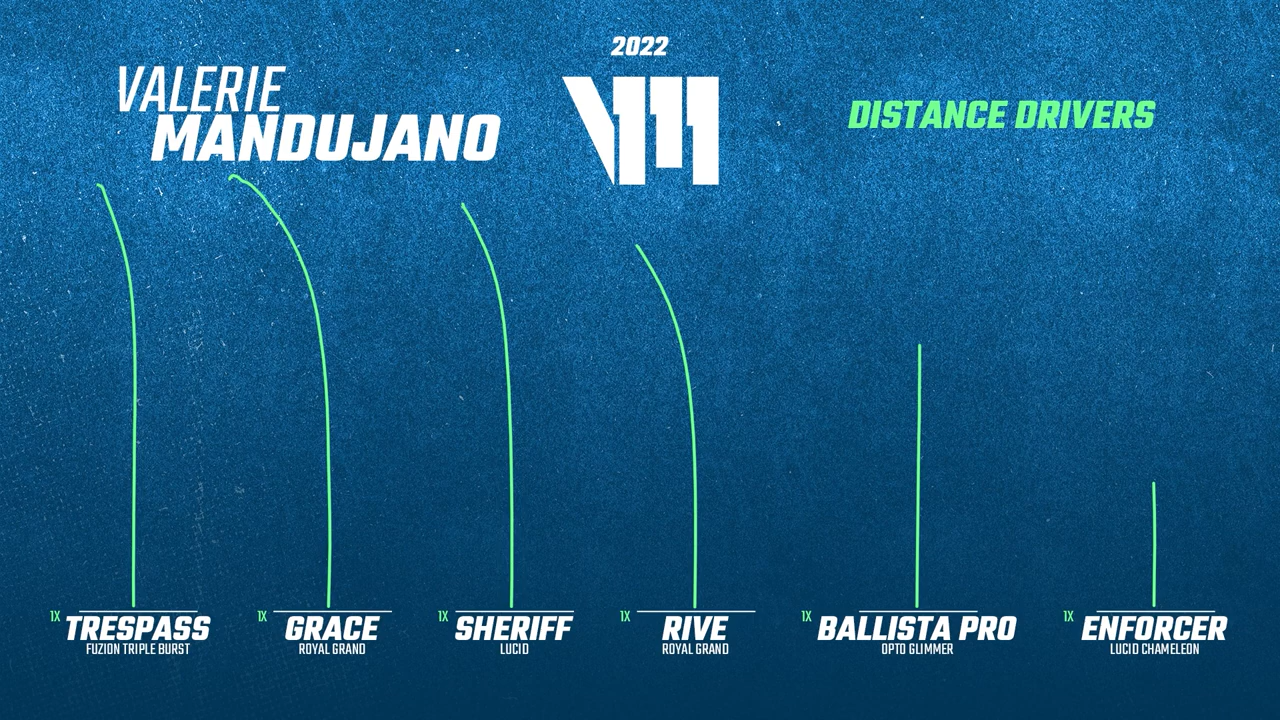 VALERIE
MANDUJANO
2022
VM
DISTANCE DRIVERS
1X TRESPASS
FUZION TRIPLE BURST
1X GRACE
ROYAL GRAND
1X SHERIFF
LUCID
1X RIVE
ROYAL GRAND
1X BALLISTA PRO
OPTO GLIMMER
1X ENFORCER
LUCID CHAMELEON